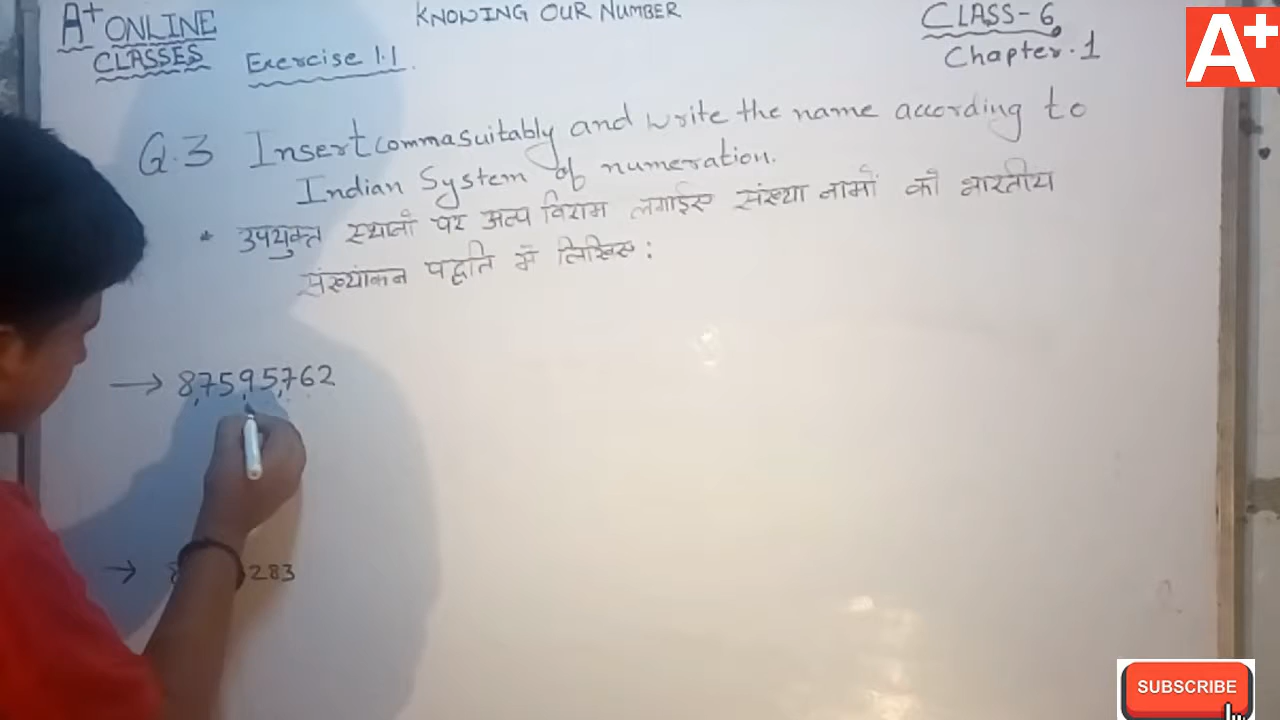 A+ ONLINE CLASSES
KNOWING OUR NUMBER
CLASS-6
Chapter.1
Exercise 1.1.
A+
Q.3 Insert comma suitably and write the name according to
Indian System of numeration.
* उपयुक्त स्थानों पर अल्प विराम लगाईए संख्या नामों को भारतीय
संख्यांकन पद्धति में लिखिए :
→ 8,75,95,762
→ 283
SUBSCRIBE